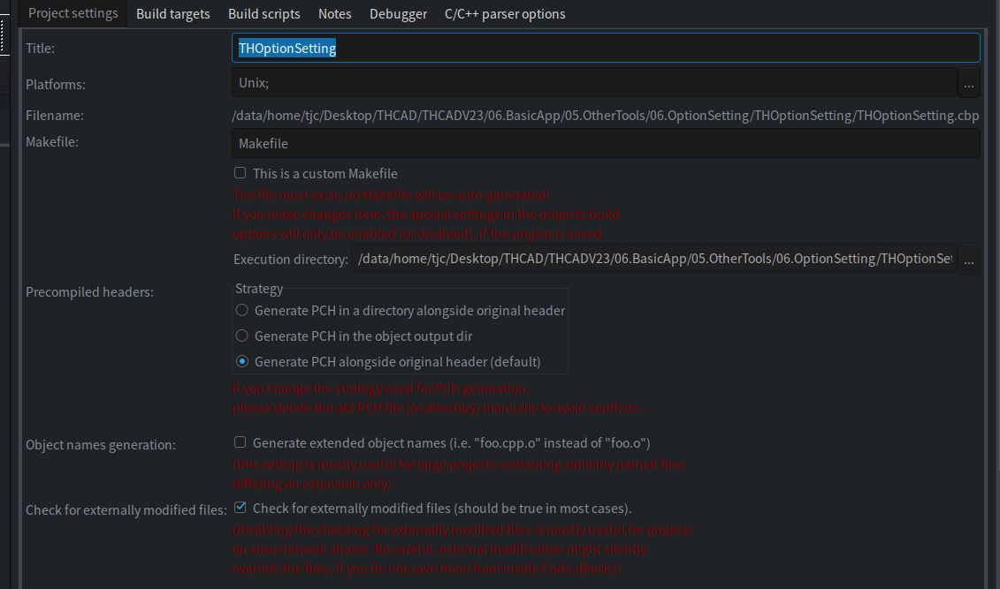 Project settings Build targets Build scripts Notes Debugger C/C++ parser options
Title: THOptionSetting
Platforms: Unix; ...
Filename: /data/home/tjc/Desktop/THCAD/THCADV23/06.BasicApp/05.OtherTools/06.OptionSetting/THOptionSetting/THOptionSetting.cbp
Makefile: Makefile
This is a custom Makefile
The file must exist, no Makefile will be auto-generated!
If you make changes here, the special settings in the projects build
options will only be enabled (or disabled), if the project is saved.
Execution directory: /data/home/tjc/Desktop/THCAD/THCADV23/06.BasicApp/05.OtherTools/06.OptionSetting/THOptionSet ...
Precompiled headers: Strategy
Generate PCH in a directory alongside original header
Generate PCH in the object output dir
Generate PCH alongside original header (default)
If you change the strategy used for PCH generation,
please delete the old PCH file (or directory) manually to avoid conflicts...
Object names generation: Generate extended object names (i.e. "foo.cpp.o" instead of "foo.o")
(this setting is mostly useful for large projects containing similarly named files
differing on extension only)
Check for externally modified files: Check for externally modified files (should be true in most cases).
(disabling the checking for externally modified files is mostly useful for projects
on slow network shares. Be careful, external modification might silently
override the files, if you do not save them from inside Code::Blocks)